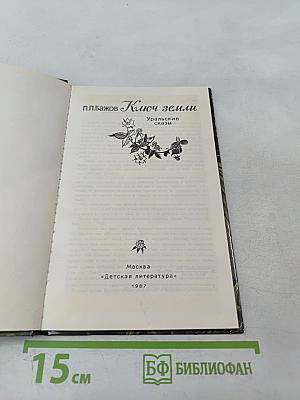 П.П.Бажов Ключ земли
Уральские
сказы
Москва
«Детская литература"
1987
15 см
БФ БИБЛИОФАН